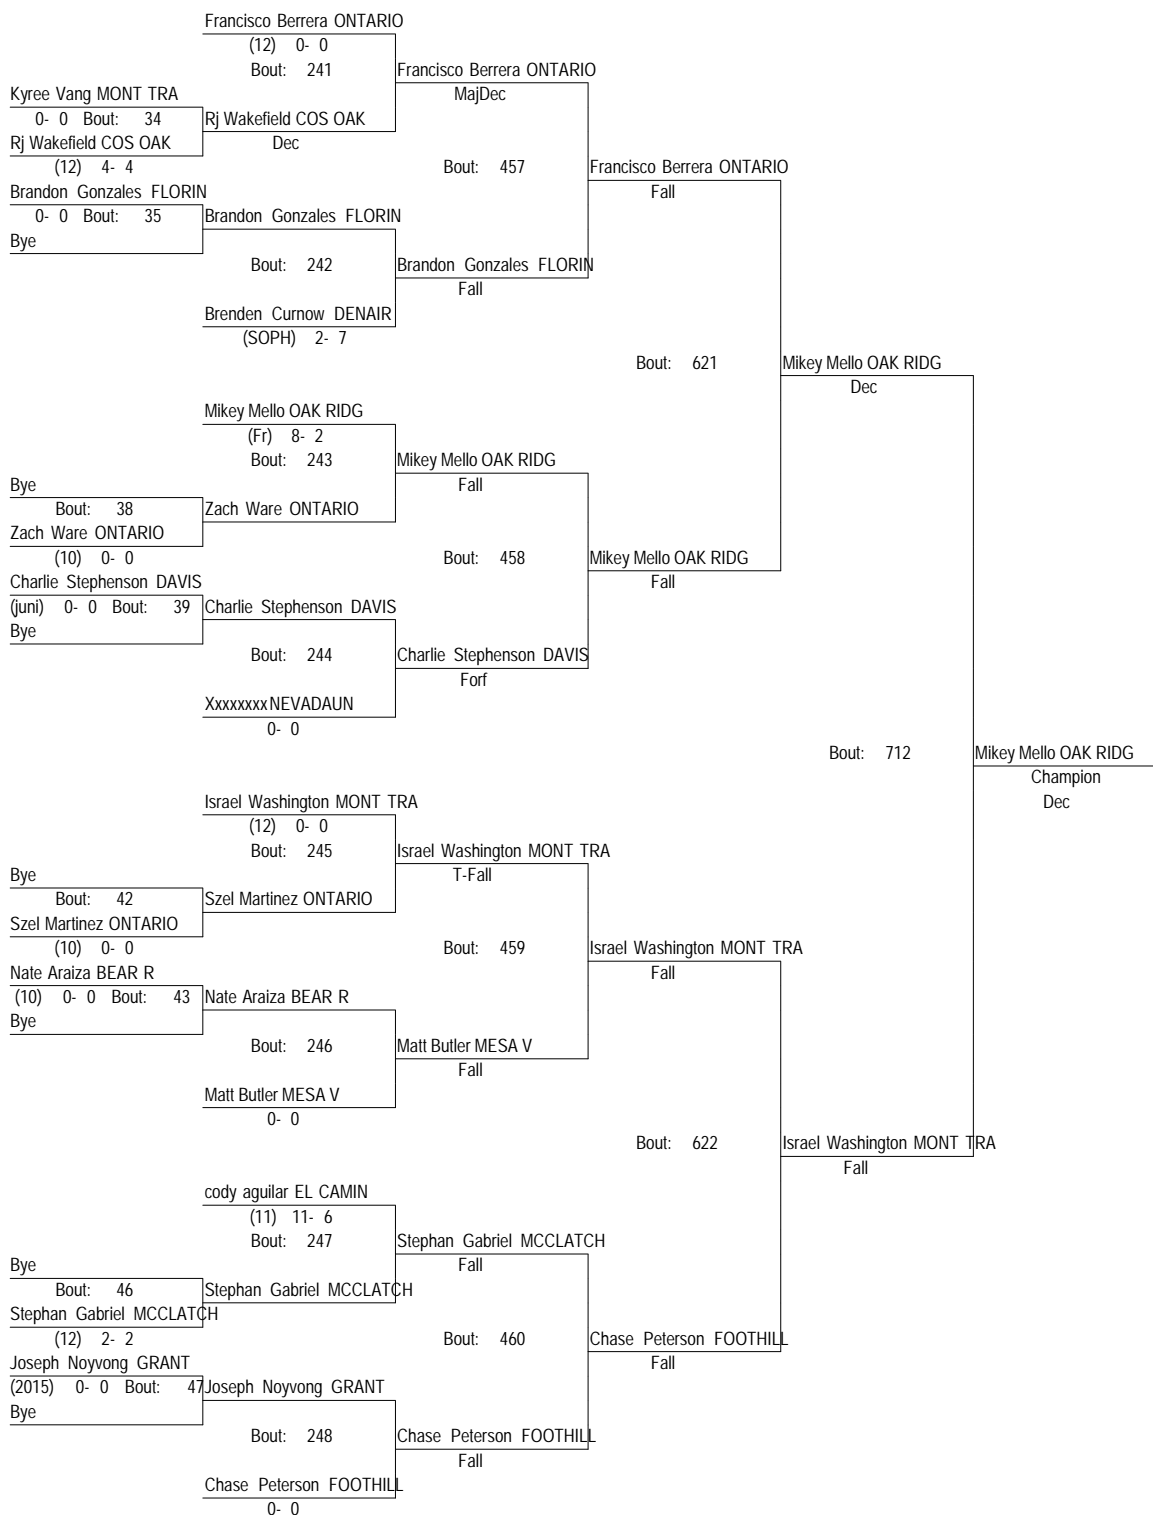 Francisco Berrera ONTARIO
(12) 0- 0
Bout: 241
Francisco Berrera ONTARIO
Kyree Vang MONT TRA
MajDec
0- 0 Bout: 34
Rj Wakefield COS OAK
Rj Wakefield COS OAK
Dec
(12) 4- 4
Bout: 457
Francisco Berrera ONTARIO
Brandon Gonzales FLORIN
Fall
0- 0 Bout: 35
Brandon Gonzales FLORIN
Bye
Bout: 242
Brandon Gonzales FLORIN
Fall
Brenden Curnow DENAIR
(SOPH) 2- 7
Bout: 621
Mikey Mello OAK RIDG
Dec
Mikey Mello OAK RIDG
(Fr) 8- 2
Bout: 243
Mikey Mello OAK RIDG
Bye
Fall
Bout: 38
Zach Ware ONTARIO
Zach Ware ONTARIO
(10) 0- 0
Bout: 458
Mikey Mello OAK RIDG
Charlie Stephenson DAVIS
Fall
(juni) 0- 0 Bout: 39
Charlie Stephenson DAVIS
Bye
Bout: 244
Charlie Stephenson DAVIS
Forf
Xxxxxxxx NEVADAUN
0- 0
Bout: 712
Mikey Mello OAK RIDG
Champion
Dec
Israel Washington MONT TRA
(12) 0- 0
Bout: 245
Israel Washington MONT TRA
Bye
T-Fall
Bout: 42
Szel Martinez ONTARIO
Szel Martinez ONTARIO
(10) 0- 0
Bout: 459
Israel Washington MONT TRA
Nate Araiza BEAR R
Fall
(10) 0- 0 Bout: 43
Nate Araiza BEAR R
Bye
Bout: 246
Matt Butler MESA V
Fall
Matt Butler MESA V
0- 0
Bout: 622
Israel Washington MONT TRA
Fall
cody aguilar EL CAMIN
(11) 11- 6
Bout: 247
Stephan Gabriel MCCLATCH
Bye
Fall
Bout: 46
Stephan Gabriel MCCLATCH
Stephan Gabriel MCCLATCH
(12) 2- 2
Bout: 460
Chase Peterson FOOTHILL
Joseph Noyvong GRANT
Fall
(2015) 0- 0 Bout: 47
Joseph Noyvong GRANT
Bye
Bout: 248
Chase Peterson FOOTHILL
Fall
Chase Peterson FOOTHILL
0- 0